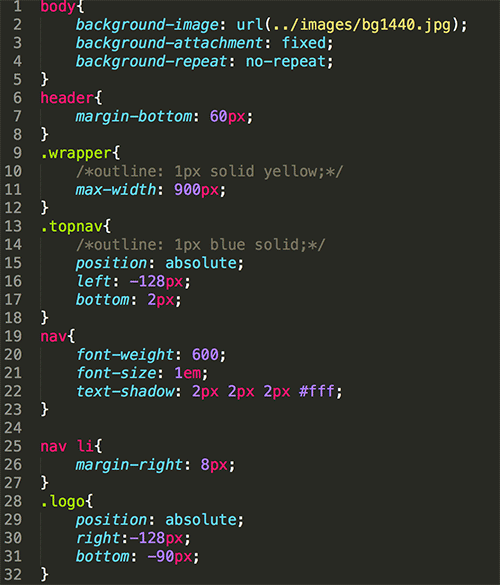 1 body{
2 background-image: url(../images/bg1440.jpg);
3 background-attachment: fixed;
4 background-repeat: no-repeat;
5 }
6 header{
7 margin-bottom: 60px;
8 }
9 .wrapper{
10 /*outline: 1px solid yellow;*/
11 max-width: 900px;
12 }
13 .topnav{
14 /*outline: 1px blue solid;*/
15 position: absolute;
16 left: -128px;
17 bottom: 2px;
18 }
19 nav{
20 font-weight: 600;
21 font-size: 1em;
22 text-shadow: 2px 2px 2px #fff;
23 }
24
25 nav li{
26 margin-right: 8px;
27 }
28 .logo{
29 position: absolute;
30 right:-128px;
31 bottom: -90px;
32 }